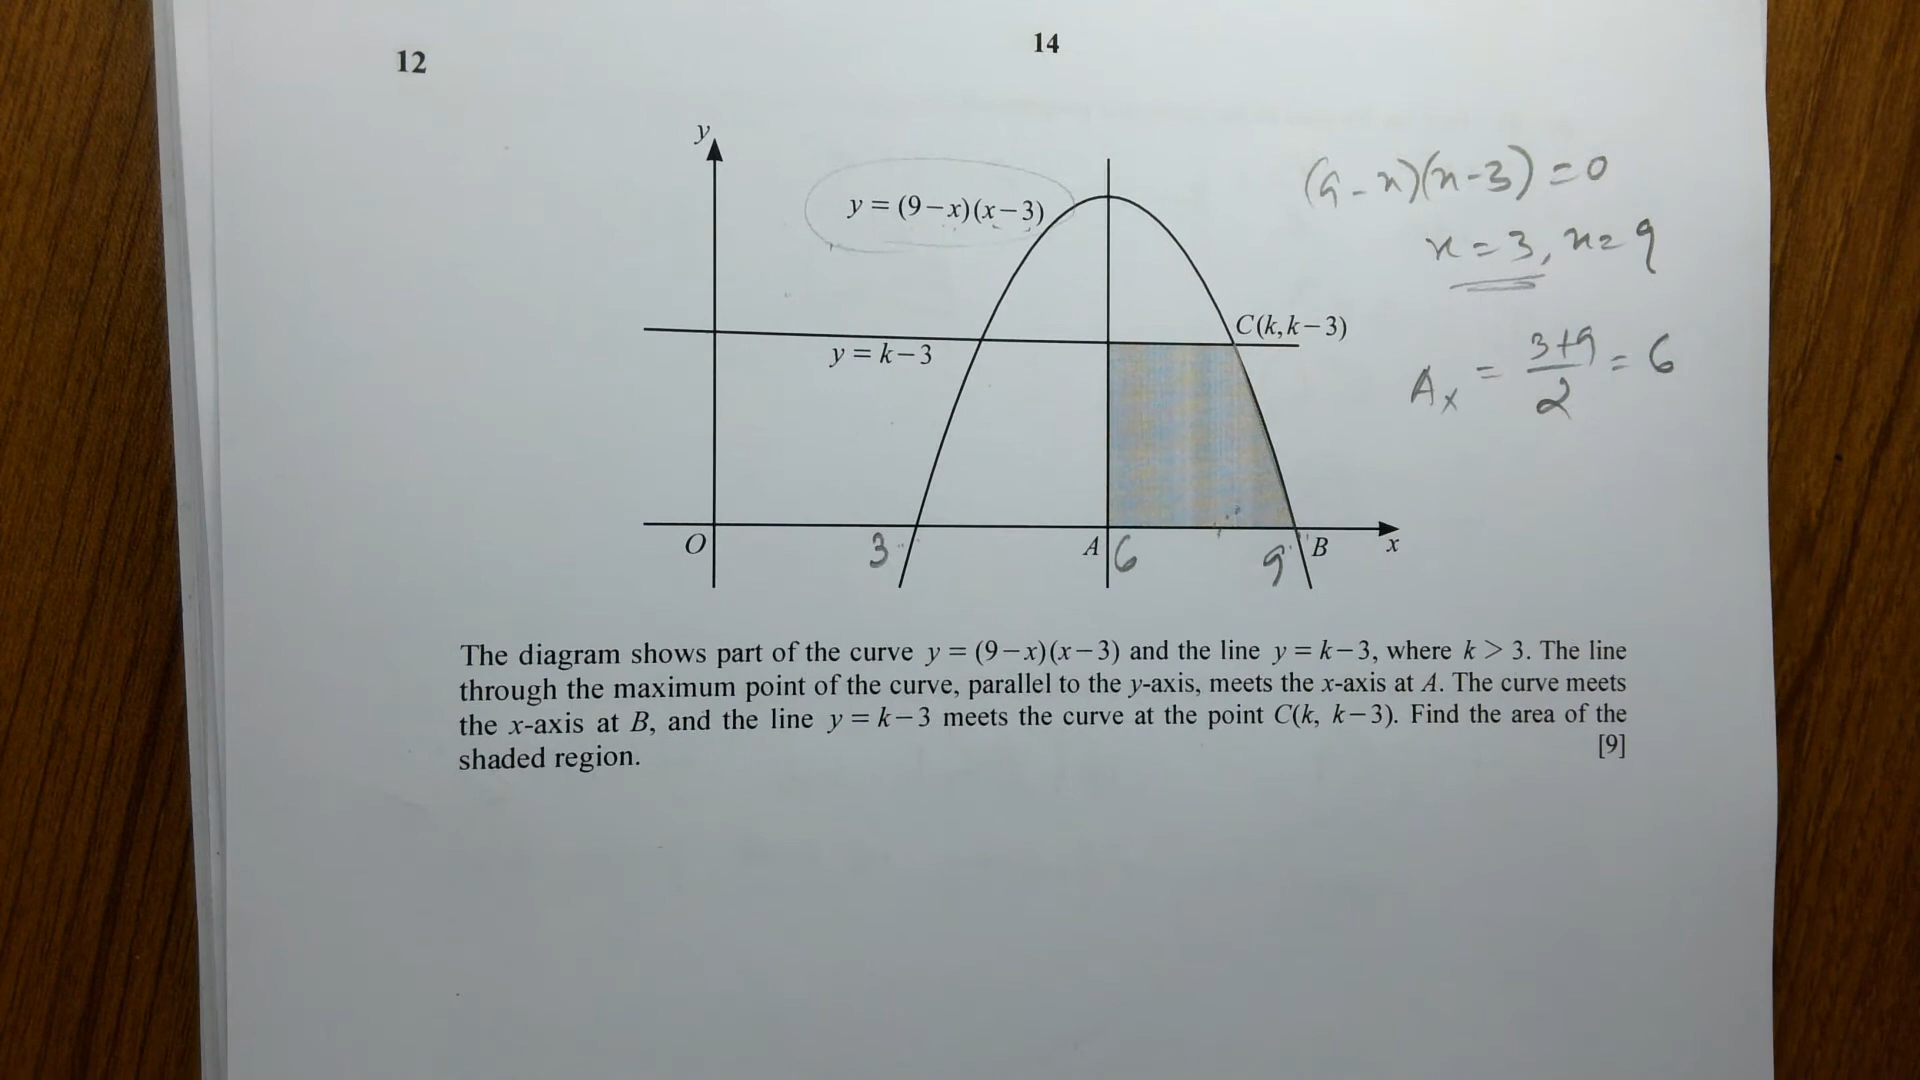 12
14
y
y = (9−x)(x−3)
(9-x)(x-3) = 0
x = 3, x = 9
C(k, k−3)
y = k−3
Ax = (3+9)/2 = 6
O
3
A
6
9
B
x
The diagram shows part of the curve y = (9−x)(x−3) and the line y = k−3, where k > 3. The line
through the maximum point of the curve, parallel to the y-axis, meets the x-axis at A. The curve meets
the x-axis at B, and the line y = k−3 meets the curve at the point C(k, k−3). Find the area of the
shaded region.
[9]